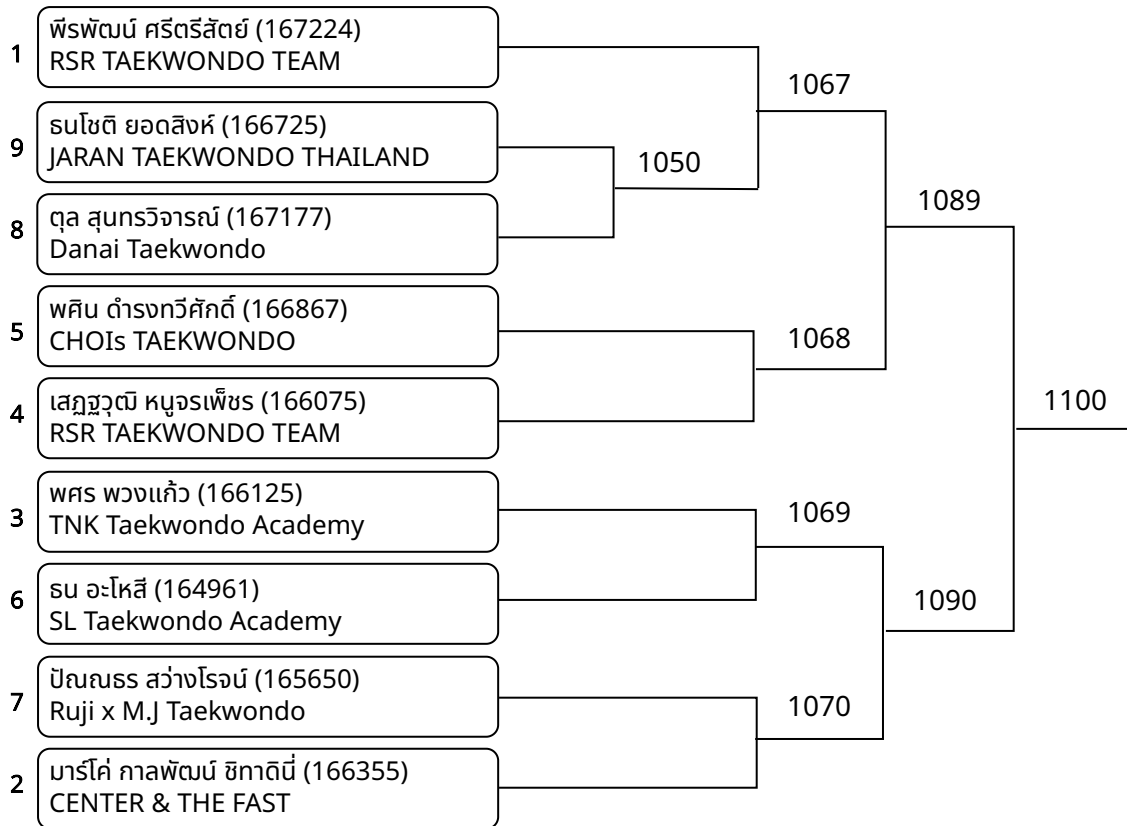 1
พีรพัฒน์ ศรีตรีสัตย์ (167224)
RSR TAEKWONDO TEAM
9
ธนโชติ ยอดสิงห์ (166725)
JARAN TAEKWONDO THAILAND
8
ตุล สุนทรวิจารณ์ (167177)
Danai Taekwondo
5
พศิน ดำรงทวีศักดิ์ (166867)
CHOIs TAEKWONDO
4
เสฏฐวุฒิ หนูจรเพ็ชร (166075)
RSR TAEKWONDO TEAM
3
พศร พวงแก้ว (166125)
TNK Taekwondo Academy
6
ธน อะโหสี (164961)
SL Taekwondo Academy
7
ปัณณธร สว่างโรจน์ (165650)
Ruji x M.J Taekwondo
2
มาร์โค่ กาลพัฒน์ ชิทาดินี่ (166355)
CENTER & THE FAST
1050
1067
1068
1069
1070
1089
1090
1100